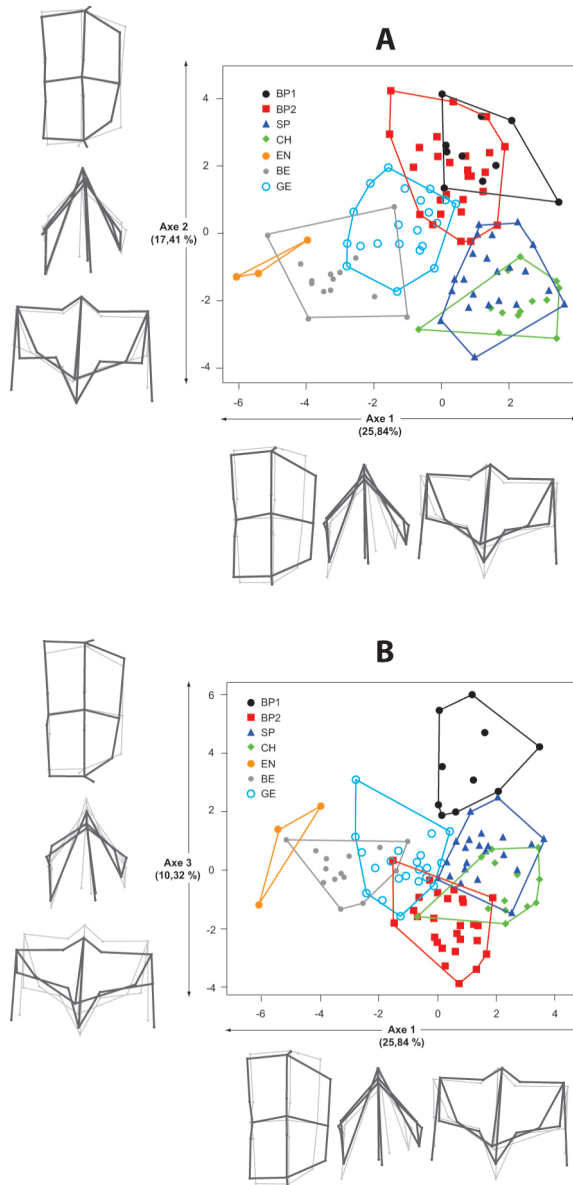 A
BP1
BP2
SP
CH
EN
BE
GE
4
2
0
-2
-4
Axe 2
(17,41 %)
-6 -4 -2 0 2
Axe 1
(25,84%)
B
BP1
BP2
SP
CH
EN
BE
GE
6
4
2
0
-2
-4
Axe 3
(10,32 %)
-6 -4 -2 0 2 4
Axe 1
(25,84 %)